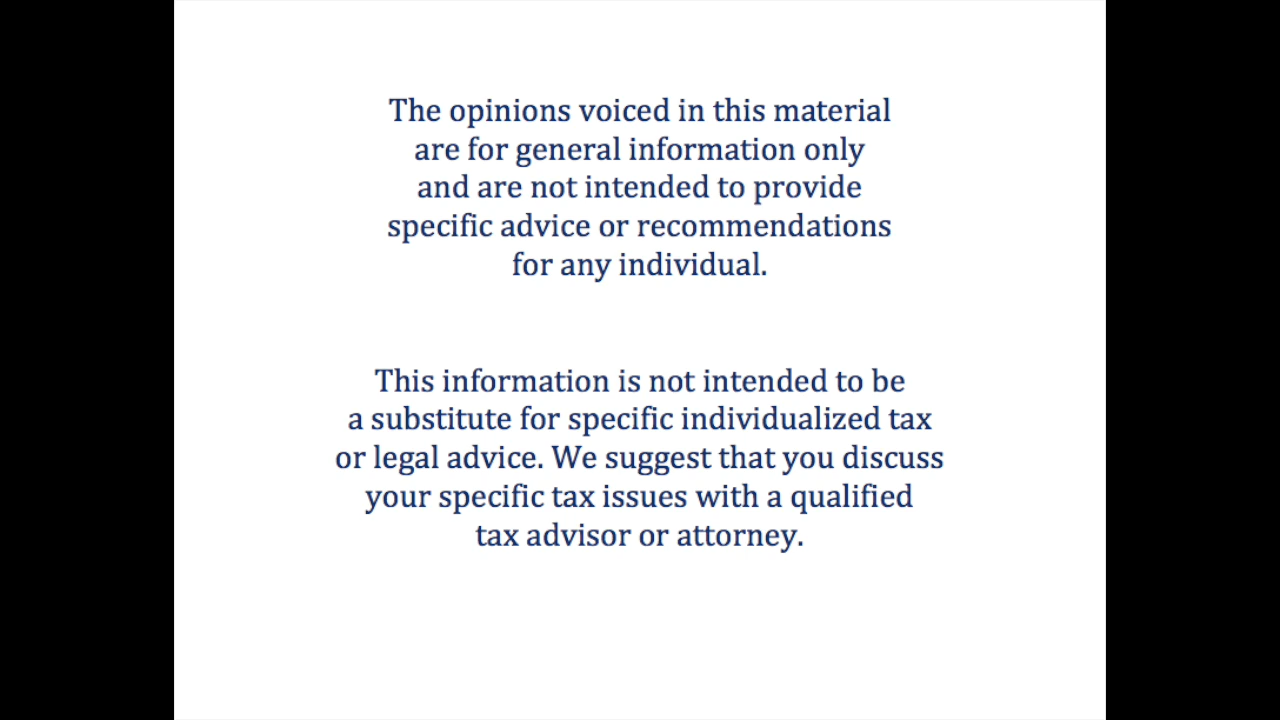 The opinions voiced in this material
are for general information only
and are not intended to provide
specific advice or recommendations
for any individual.
This information is not intended to be
a substitute for specific individualized tax
or legal advice. We suggest that you discuss
your specific tax issues with a qualified
tax advisor or attorney.